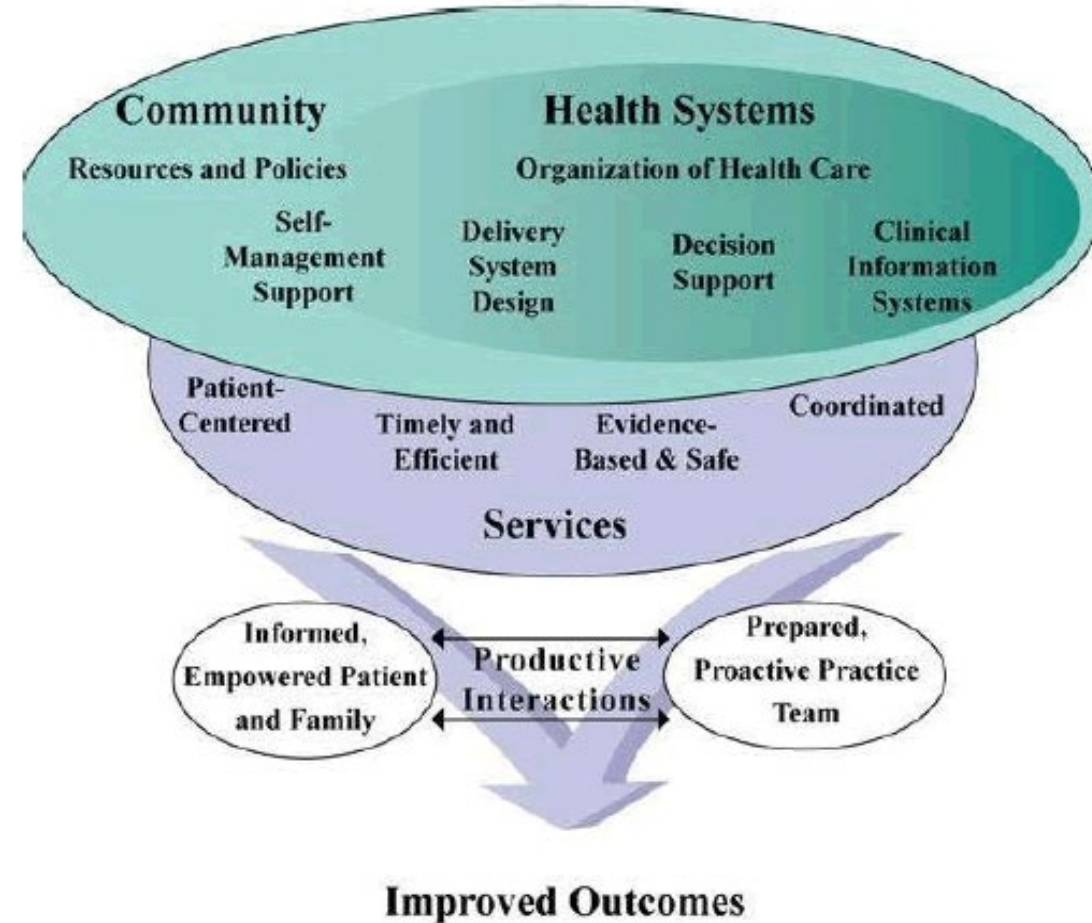 Community
Health Systems
Resources and Policies
Organization of Health Care
Self-
Management
Support
Delivery
System
Design
Decision
Support
Clinical
Information
Systems
Patient-
Centered
Timely and
Efficient
Evidence-
Based & Safe
Coordinated
Services
Informed,
Empowered Patient
and Family
Productive
Interactions
Prepared,
Proactive Practice
Team
Improved Outcomes